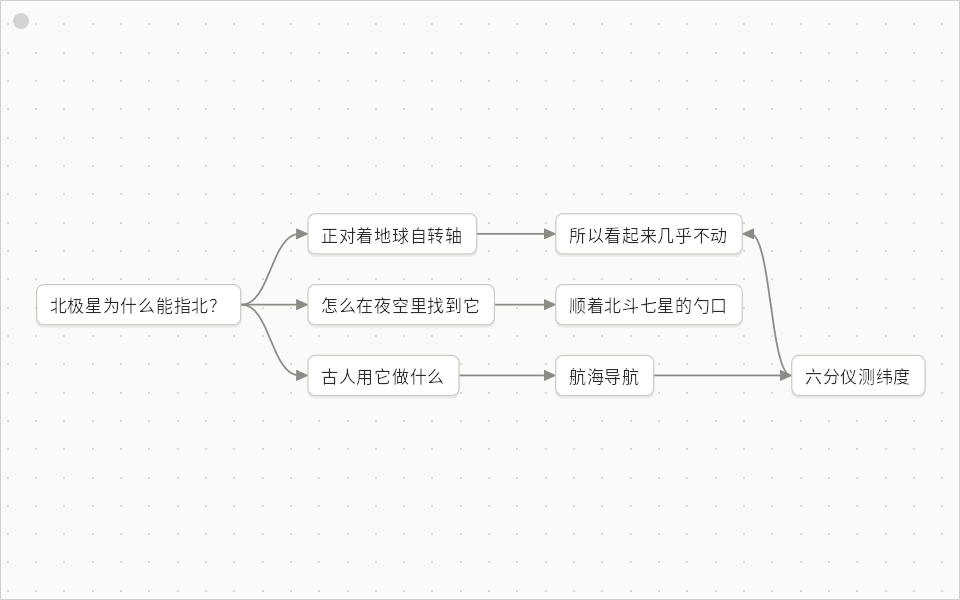 北极星为什么能指北?
正对着地球自转轴
所以看起来几乎不动
怎么在夜空里找到它
顺着北斗七星的勺口
古人用它做什么
航海导航
六分仪测纬度